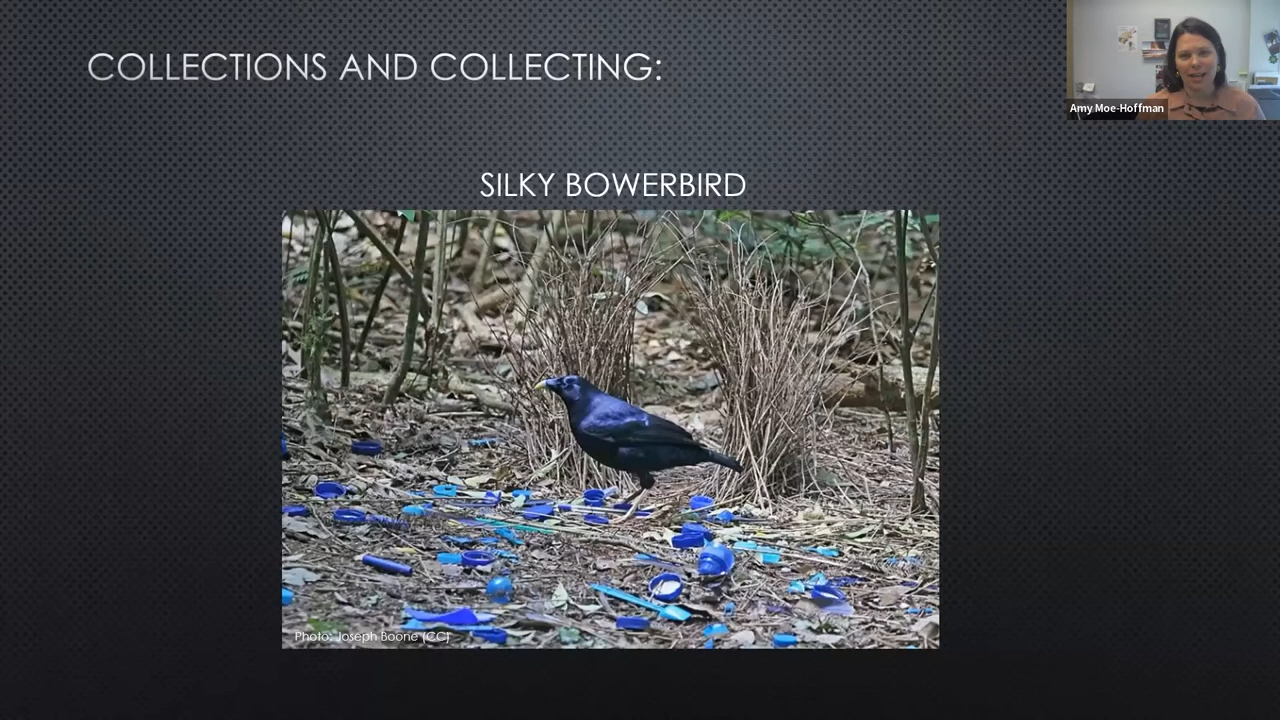 COLLECTIONS AND COLLECTING:
Amy Moe-Hoffman
SILKY BOWERBIRD
Photo: Joseph Boone (CC)